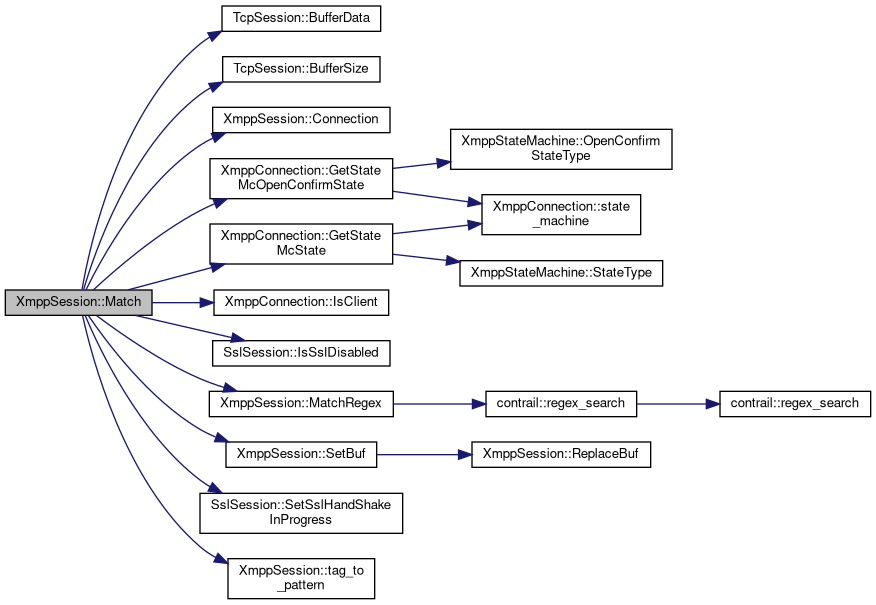 TcpSession::BufferData
TcpSession::BufferSize
XmppSession::Connection
XmppConnection::GetState
McOpenConfirmState
XmppStateMachine::OpenConfirm
StateType
XmppConnection::state
_machine
XmppConnection::GetState
McState
XmppStateMachine::StateType
XmppSession::Match
XmppConnection::IsClient
SslSession::IsSslDisabled
XmppSession::MatchRegex
contrail::regex_search
contrail::regex_search
XmppSession::SetBuf
XmppSession::ReplaceBuf
SslSession::SetSslHandShake
InProgress
XmppSession::tag_to
_pattern